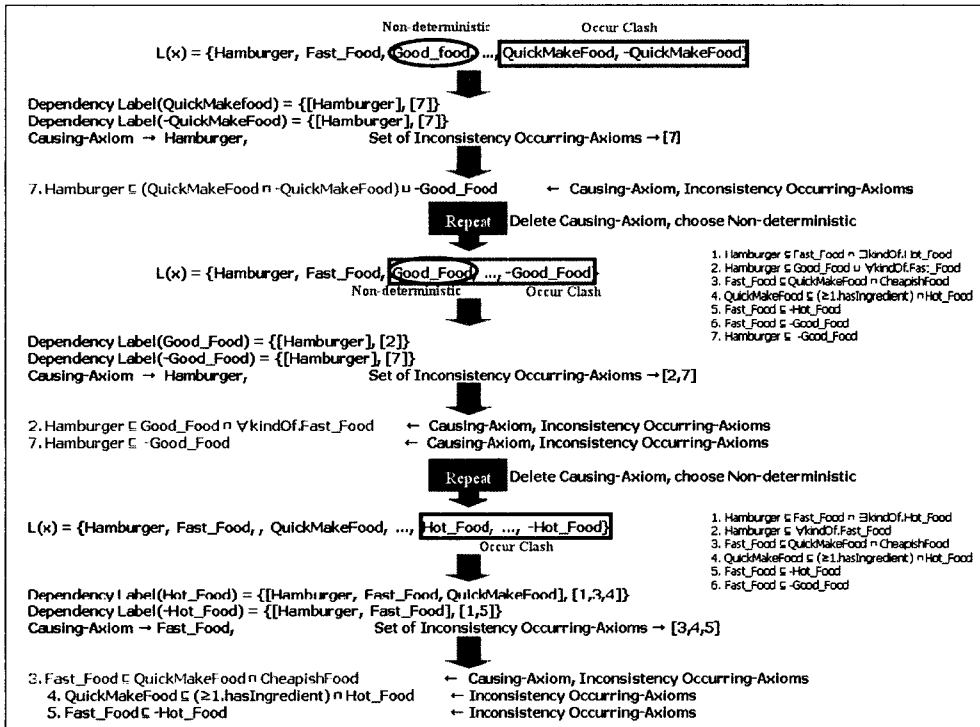 Non-deterministic Occur Clash
L(x) = {Hamburger, Fast_Food, Good_food, ..., QuickMakeFood, -QuickMakeFood}
Dependency Label(QuickMakefood) = {[Hamburger], [7]}
Dependency Label(-QuickMakeFood) = {[Hamburger], [7]}
Causing-Axiom → Hamburger, Set of Inconsistency Occurring-Axioms → [7]
7. Hamburger ⊑ (QuickMakeFood ⊓ -QuickMakeFood) ⊔ -Good_Food ← Causing-Axiom, Inconsistency Occurring-Axioms
Repeat Delete Causing-Axiom, choose Non-deterministic
L(x) = {Hamburger, Fast_Food, Good_Food, ..., -Good_Food}
Non-deterministic Occur Clash
1. Hamburger ⊑ Fast_Food ⊓ ∃kindOf.Hot_Food
2. Hamburger ⊑ Good_Food ⊔ ∀kindOf.Fast_Food
3. Fast_Food ⊑ QuickMakeFood ⊓ CheapishFood
4. QuickMakeFood ⊑ (≥1.hasIngredient) ⊓ Hot_Food
5. Fast_Food ⊑ -Hot_Food
6. Fast_Food ⊑ -Good_Food
7. Hamburger ⊑ -Good_Food
Dependency Label(Good_Food) = {[Hamburger], [2]}
Dependency Label(-Good_Food) = {[Hamburger], [7]}
Causing-Axiom → Hamburger, Set of Inconsistency Occurring-Axioms → [2,7]
2. Hamburger ⊑ Good_Food ⊓ ∀kindOf.Fast_Food ← Causing-Axiom, Inconsistency Occurring-Axioms
7. Hamburger ⊑ -Good_Food ← Causing-Axiom, Inconsistency Occurring-Axioms
Repeat Delete Causing-Axiom, choose Non-deterministic
L(x) = {Hamburger, Fast_Food, , QuickMakeFood, ..., Hot_Food, ..., -Hot_Food}
Occur Clash
1. Hamburger ⊑ Fast_Food ⊓ ∃kindOf.Hot_Food
2. Hamburger ⊑ ∀kindOf.Fast_Food
3. Fast_Food ⊑ QuickMakeFood ⊓ CheapishFood
4. QuickMakeFood ⊑ (≥1.hasIngredient) ⊓ Hot_Food
5. Fast_Food ⊑ -Hot_Food
6. Fast_Food ⊑ -Good_Food
Dependency Label(Hot_Food) = {[Hamburger, Fast_Food, QuickMakeFood], [1,3,4]}
Dependency Label(-Hot_Food) = {[Hamburger, Fast_Food], [1,5]}
Causing-Axiom → Fast_Food, Set of Inconsistency Occurring-Axioms → [3,4,5]
3. Fast_Food ⊑ QuickMakeFood ⊓ CheapishFood ← Causing-Axiom, Inconsistency Occurring-Axioms
4. QuickMakeFood ⊑ (≥1.hasIngredient) ⊓ Hot_Food ← Inconsistency Occurring-Axioms
5. Fast_Food ⊑ -Hot_Food ← Inconsistency Occurring-Axioms